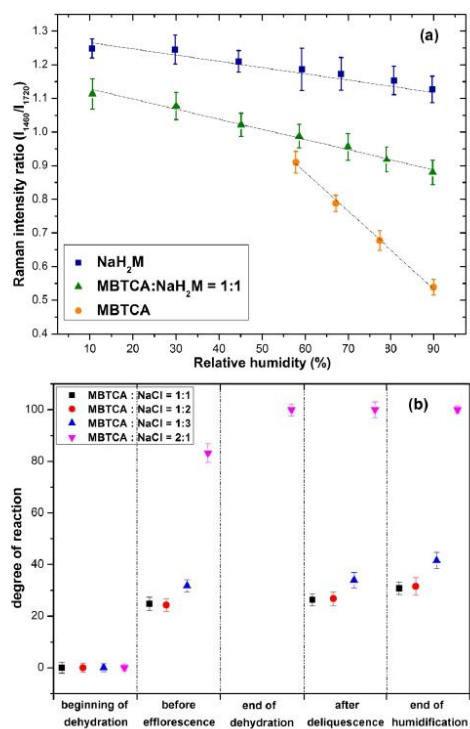 (a)
Raman intensity ratio (I1460/I1720)
1.3
1.2
1.1
1.0
0.9
0.8
0.7
0.6
0.5
0.4
NaH2M
MBTCA:NaH2M = 1:1
MBTCA
10 20 30 40 50 60 70 80 90
Relative humidity (%)
(b)
MBTCA : NaCl = 1:1
MBTCA : NaCl = 1:2
MBTCA : NaCl = 1:3
MBTCA : NaCl = 2:1
degree of reaction
100
80
60
40
20
0
beginning of before end of after end of
dehydration efflorescence dehydration deliquescence humidification